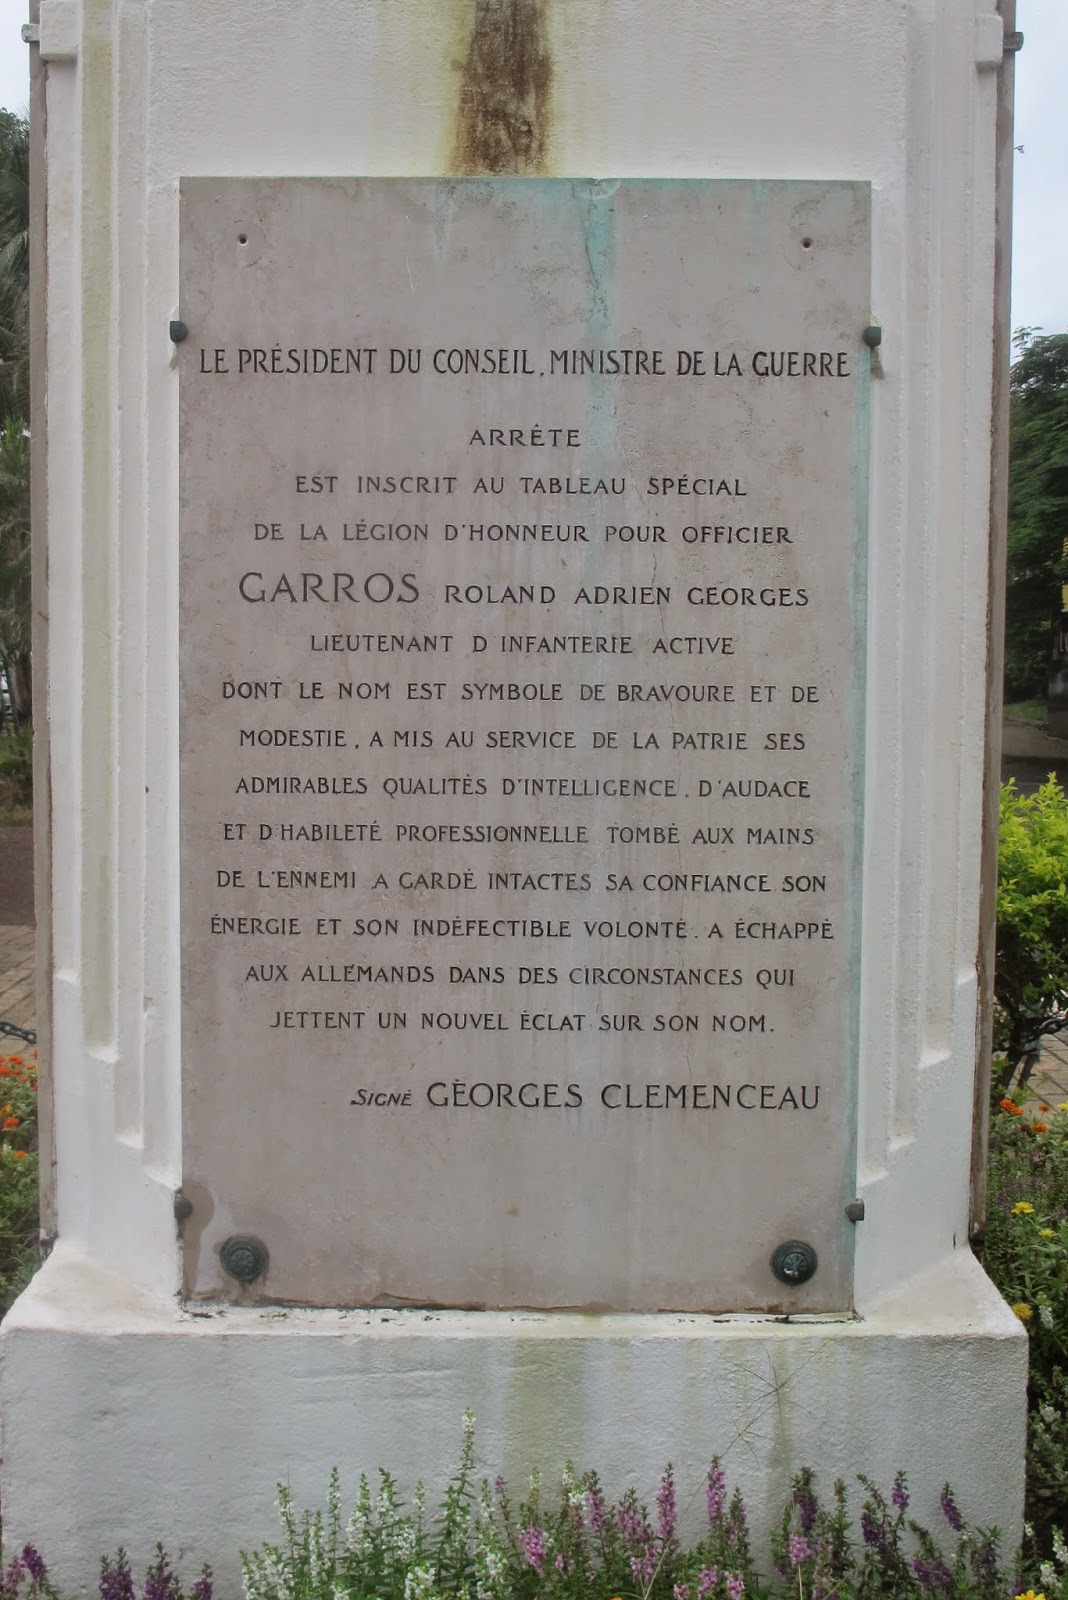 LE PRÉSIDENT DU CONSEIL, MINISTRE DE LA GUERRE
ARRÊTE
EST INSCRIT AU TABLEAU SPÉCIAL
DE LA LÉGION D'HONNEUR POUR OFFICIER
GARROS ROLAND ADRIEN GEORGES
LIEUTENANT D INFANTERIE ACTIVE
DONT LE NOM EST SYMBOLE DE BRAVOURE ET DE
MODESTIE, A MIS AU SERVICE DE LA PATRIE SES
ADMIRABLES QUALITÉS D'INTELLIGENCE, D'AUDACE
ET D'HABILETÉ PROFESSIONNELLE TOMBÉ AUX MAINS
DE L'ENNEMI A GARDÉ INTACTES SA CONFIANCE SON
ÉNERGIE ET SON INDÉFECTIBLE VOLONTÉ. A ÉCHAPPÉ
AUX ALLEMANDS DANS DES CIRCONSTANCES QUI
JETTENT UN NOUVEL ÉCLAT SUR SON NOM.
SIGNÉ GÉORGES CLEMENCEAU